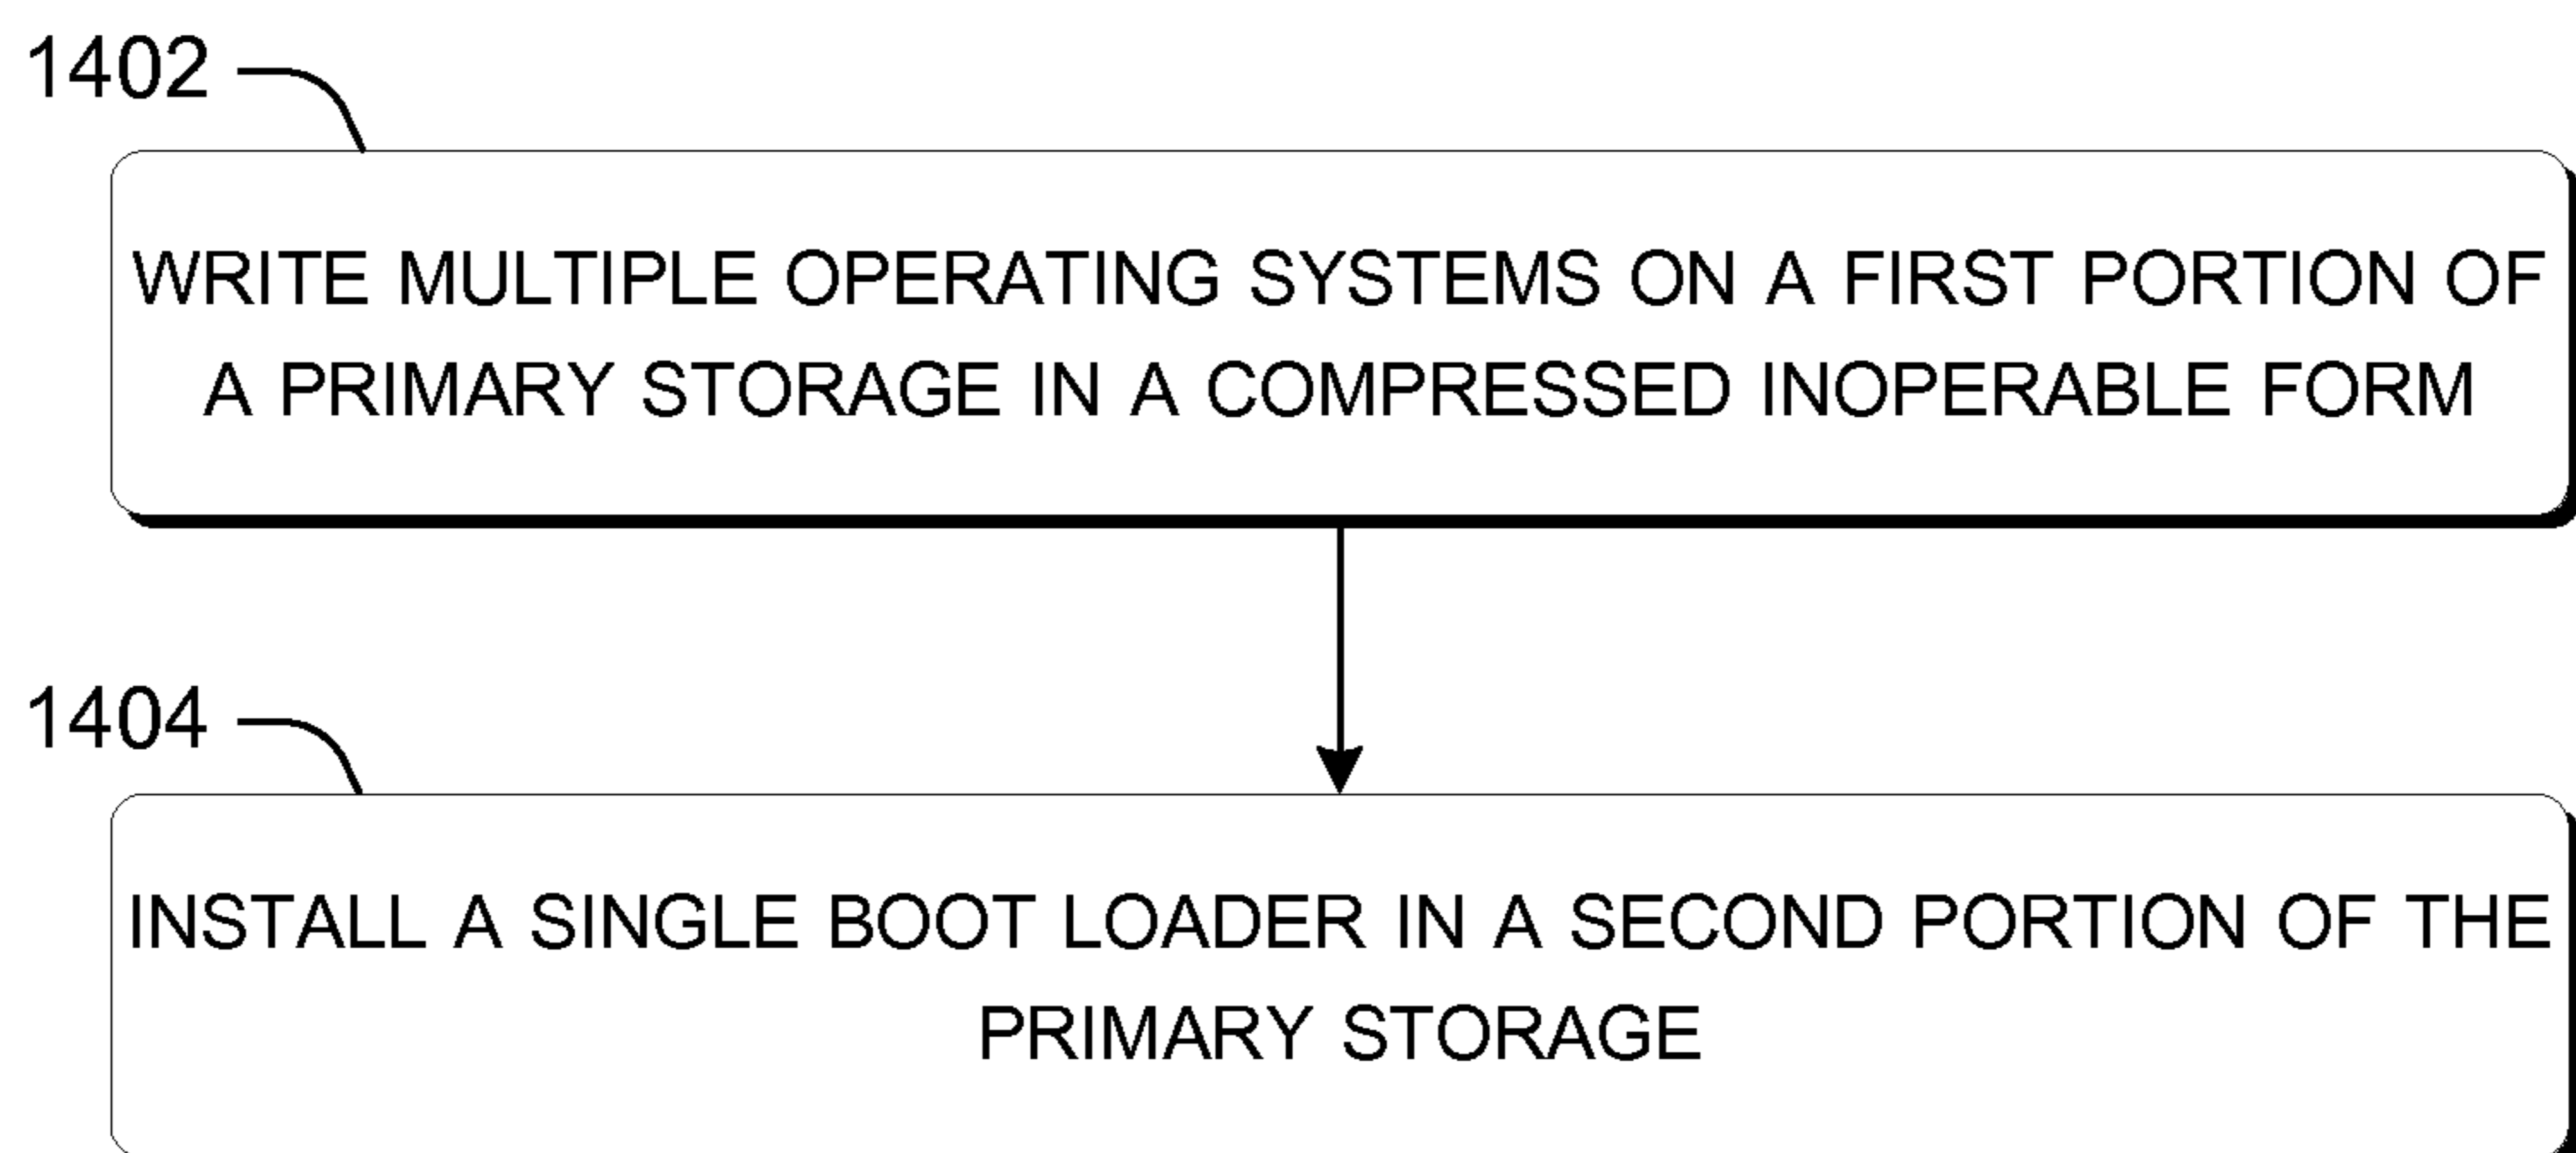 1402
WRITE MULTIPLE OPERATING SYSTEMS ON A FIRST PORTION OF
A PRIMARY STORAGE IN A COMPRESSED INOPERABLE FORM
1404
INSTALL A SINGLE BOOT LOADER IN A SECOND PORTION OF THE
PRIMARY STORAGE